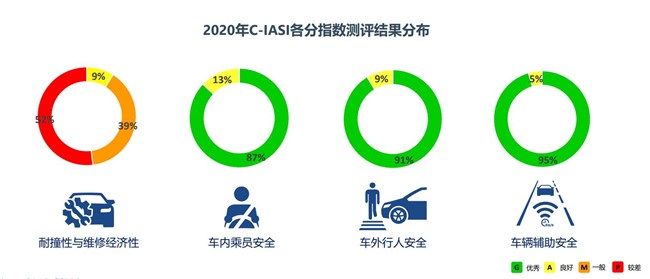 2020年C-IASI各分指数测评结果分布
9%
52%
39%
13%
87%
9%
91%
5%
95%
耐撞性与维修经济性
车内乘员安全
车外行人安全
车辆辅助安全
G 优秀 A 良好 M 一般 P 较差